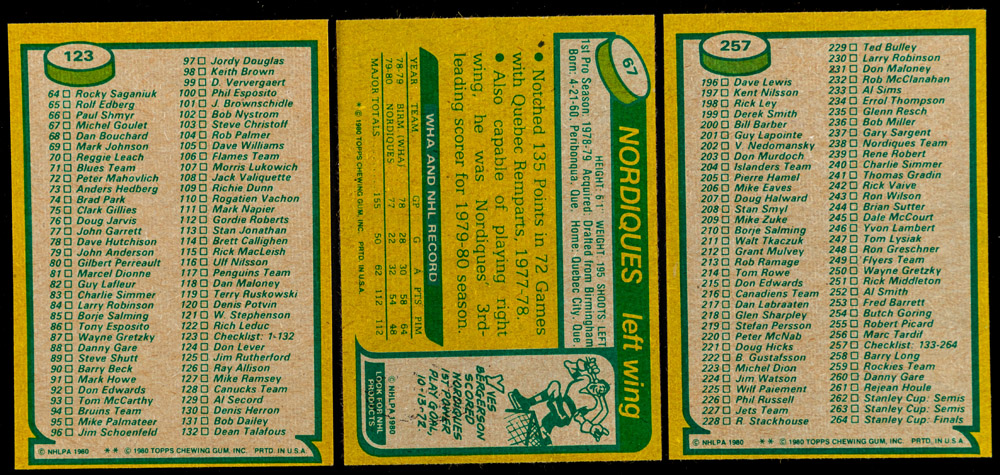 123
64 Rocky Saganiuk
65 Rolf Edberg
66 Paul Shmyr
67 Michel Goulet
68 Dan Bouchard
69 Mark Johnson
70 Reggie Leach
71 Blues Team
72 Peter Mahovlich
73 Anders Hedberg
74 Brad Park
75 Clark Gillies
76 Doug Jarvis
77 John Garrett
78 Dave Hutchison
79 John Anderson
80 Gilbert Perreault
81 Marcel Dionne
82 Guy Lafleur
83 Charlie Simmer
84 Larry Robinson
85 Borje Salming
86 Tony Esposito
87 Wayne Gretzky
88 Danny Gare
89 Steve Shutt
90 Barry Beck
91 Mark Howe
92 Don Edwards
93 Tom McCarthy
94 Bruins Team
95 Mike Palmateer
96 Jim Schoenfeld
97 Jordy Douglas
98 Keith Brown
99 D. Ververgaert
100 Phil Esposito
101 J. Brownschidle
102 Bob Nystrom
103 Steve Christoff
104 Rob Palmer
105 Dave Williams
106 Flames Team
107 Morris Lukowich
108 Jack Valiquette
109 Richie Dunn
110 Rogatien Vachon
111 Mark Napier
112 Gordie Roberts
113 Stan Jonathan
114 Brett Callighen
115 Rick MacLeish
116 Ulf Nilsson
117 Penguins Team
118 Dan Maloney
119 Terry Ruskowski
120 Denis Potvin
121 W. Stephenson
122 Rich Leduc
123 Checklist: 1-132
124 Don Lever
125 Jim Rutherford
126 Ray Allison
127 Mike Ramsey
128 Canucks Team
129 Al Secord
130 Denis Herron
131 Bob Dailey
132 Dean Talafous
© NHLPA 1980 ** © 1980 TOPPS CHEWING GUM, INC. PRTD. IN U.S.A.
67
NORDIQUES left wing
HEIGHT: 6'1" WEIGHT: 195 SHOOTS: LEFT
1st Pro Season: 1978-79. Acquired: Drafted from Birmingham
Born: 4-21-60, Peribonqua, Que. Home: Quebec City, Que.
• Notched 135 Points in 72 Games
with Quebec Remparts, 1977-78.
• Also capable of playing right
wing, he was Nordiques' 3rd-
leading scorer for 1979-80 season.
WHA AND NHL RECORD
YEAR TEAM GP G A PTS PIM
78-79 BIRM (WHA) 78 28 30 58 64
79-80 NORDIQUES 77 22 32 54 48
MAJOR TOTALS 155 50 62 112 112
* © 1980 TOPPS CHEWING GUM, INC. PRTD. IN U.S.A.
YVES
BERGERSON
SCORED
NORDIQUES
1ST POWER
PLAY GOAL,
10-13-72
© NHLPA 1980
LOOK FOR NHL
PRODUCTS
257
196 Dave Lewis
197 Kent Nilsson
198 Rick Ley
199 Derek Smith
200 Bill Barber
201 Guy Lapointe
202 V. Nedomansky
203 Don Murdoch
204 Islanders Team
205 Pierre Hamel
206 Mike Eaves
207 Doug Halward
208 Stan Smyl
209 Mike Zuke
210 Borje Salming
211 Walt Tkaczuk
212 Grant Mulvey
213 Rob Ramage
214 Tom Rowe
215 Don Edwards
216 Canadiens Team
217 Dan Labraaten
218 Glen Sharpley
219 Stefan Persson
220 Peter McNab
221 Doug Hicks
222 B. Gustafsson
223 Michel Dion
224 Jim Watson
225 Will Paiement
226 Phil Russell
227 Jets Team
228 R. Stackhouse
229 Ted Bulley
230 Larry Robinson
231 Don Maloney
232 Rob McClanahan
233 Al Sims
234 Errol Thompson
235 Glenn Resch
236 Bob Miller
237 Gary Sargent
238 Nordiques Team
239 Rene Robert
240 Charlie Simmer
241 Thomas Gradin
242 Rick Vaive
243 Ron Wilson
244 Brian Sutter
245 Dale McCourt
246 Yvon Lambert
247 Tom Lysiak
248 Ron Greschner
249 Flyers Team
250 Wayne Gretzky
251 Rick Middleton
252 Al Smith
253 Fred Barrett
254 Butch Goring
255 Robert Picard
256 Marc Tardif
257 Checklist: 133-264
258 Barry Long
259 Rockies Team
260 Danny Gare
261 Rejean Houle
262 Stanley Cup: Semis
263 Stanley Cup: Semis
264 Stanley Cup: Finals
© NHLPA 1980 ** © 1980 TOPPS CHEWING GUM, INC. PRTD. IN U.S.A.